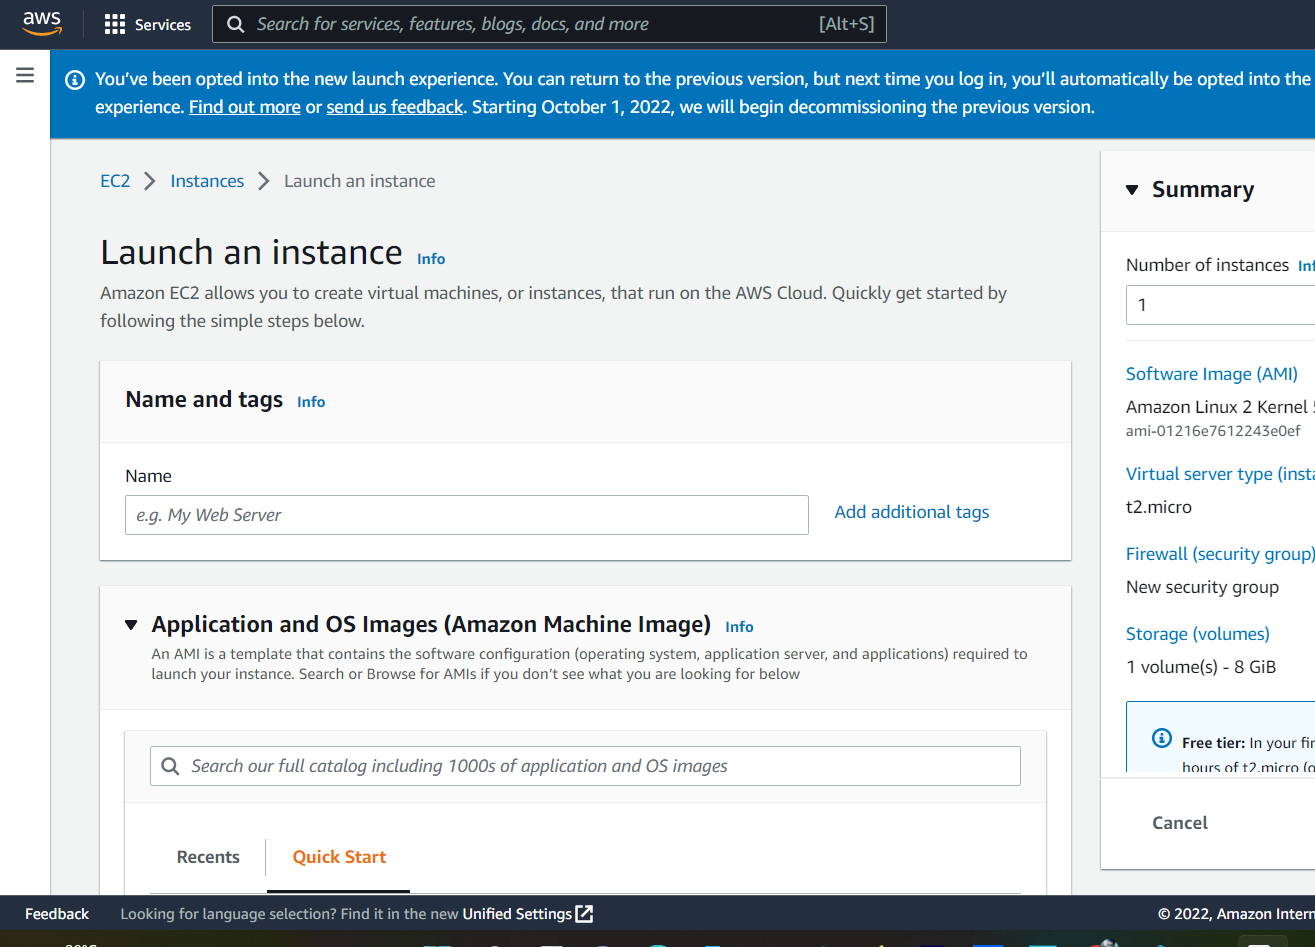 aws
Services
Search for services, features, blogs, docs, and more
[Alt+S]
You've been opted into the new launch experience. You can return to the previous version, but next time you log in, you'll automatically be opted into the
experience. Find out more or send us feedback. Starting October 1, 2022, we will begin decommissioning the previous version.
EC2
Instances
Launch an instance
Launch an instance
Info
Amazon EC2 allows you to create virtual machines, or instances, that run on the AWS Cloud. Quickly get started by
following the simple steps below.
Name and tags
Info
Name
e.g. My Web Server
Add additional tags
Application and OS Images (Amazon Machine Image)
Info
An AMI is a template that contains the software configuration (operating system, application server, and applications) required to
launch your instance. Search or Browse for AMIs if you don't see what you are looking for below
Search our full catalog including 1000s of application and OS images
Recents
Quick Start
Summary
Number of instances
1
Software Image (AMI)
Amazon Linux 2 Kernel
ami-01216e7612243e0ef
Virtual server type
t2.micro
Firewall (security group)
New security group
Storage (volumes)
1 volume(s) - 8 GiB
Free tier: In your
hours of t2.micro
Cancel
Feedback
Looking for language selection? Find it in the new Unified Settings
© 2022, Amazon